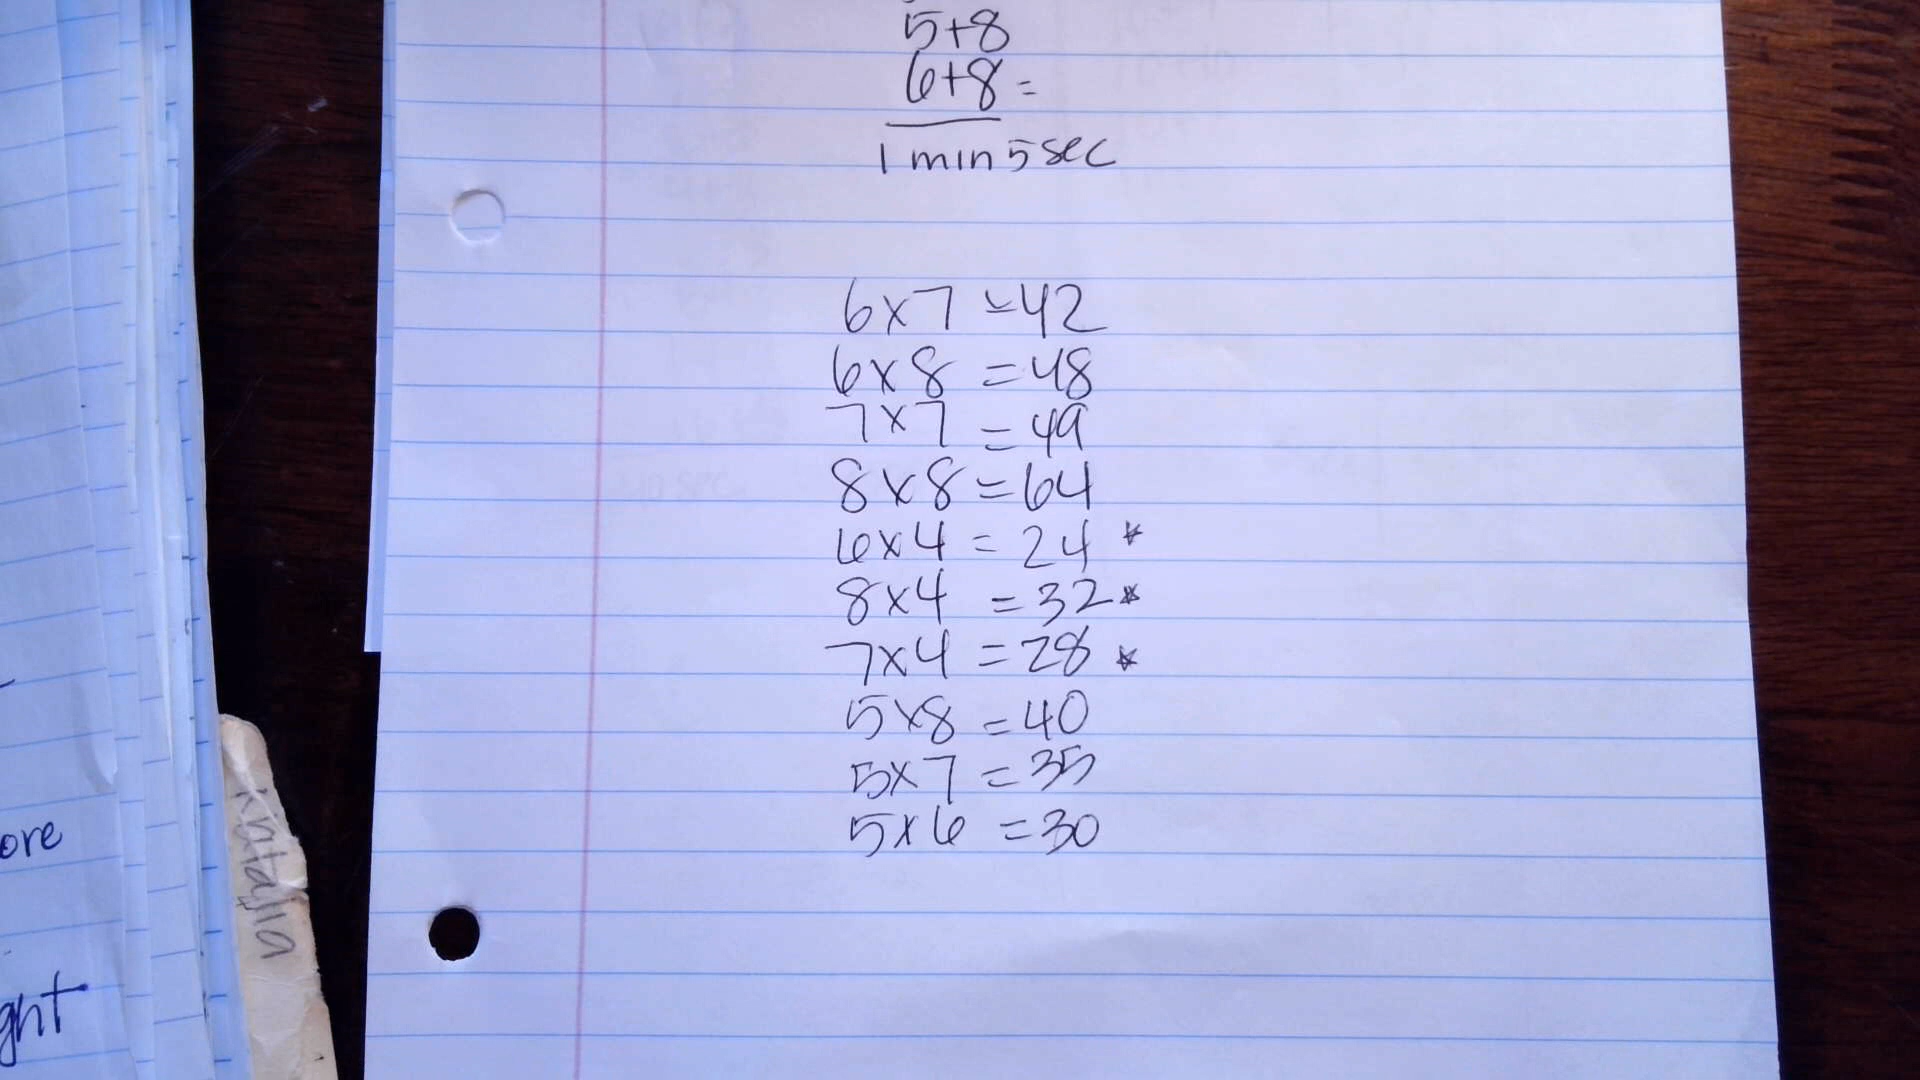 5+8
6+8=
1 min 5 sec
6x7=42
6x8=48
7x7=49
8x8=64
6x4=24 *
8x4=32 *
7x4=28 *
5x8=40
5x7=35
5x6=30
ore
ght